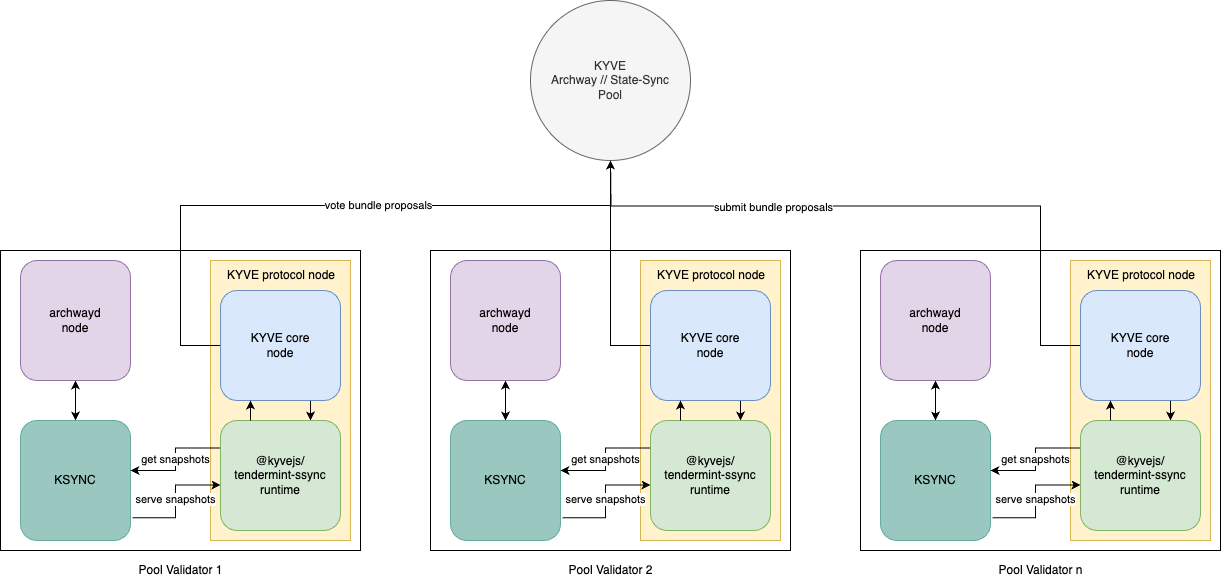 KYVE
Archway // State-Sync
Pool
vote bundle proposals
submit bundle proposals
KYVE protocol node
archwayd
node
KYVE core
node
get snapshots
serve snapshots
KSYNC
@kyvejs/
tendermint-ssync
runtime
Pool Validator 1
KYVE protocol node
archwayd
node
KYVE core
node
get snapshots
serve snapshots
KSYNC
@kyvejs/
tendermint-ssync
runtime
Pool Validator 2
KYVE protocol node
archwayd
node
KYVE core
node
get snapshots
serve snapshots
KSYNC
@kyvejs/
tendermint-ssync
runtime
Pool Validator n